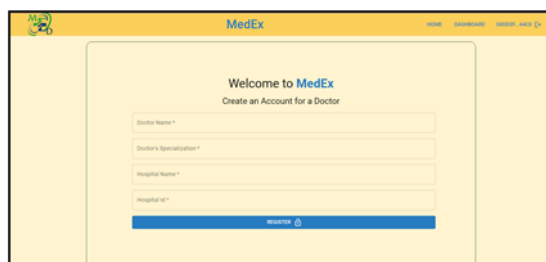 MedEx
HOME DASHBOARD
Welcome to MedEx
Create an Account for a Doctor
Doctor Name *
Doctor's Specialization *
Hospital Name *
Hospital Id *
REGISTER